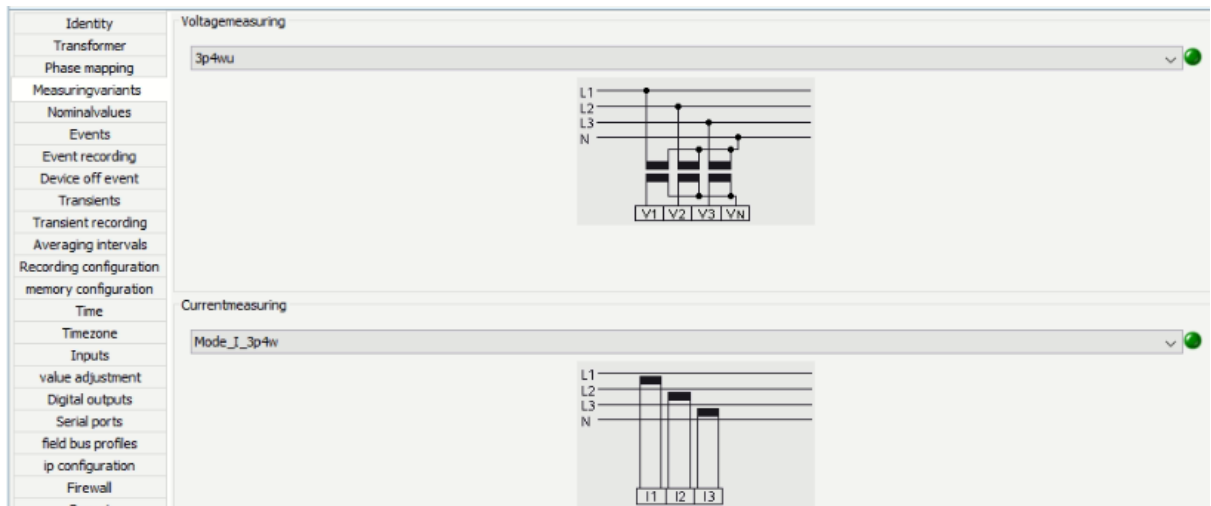 Identity
Transformer
Phase mapping
Measuringvariants
Nominalvalues
Events
Event recording
Device off event
Transients
Transient recording
Averaging intervals
Recording configuration
memory configuration
Time
Timezone
Inputs
value adjustment
Digital outputs
Serial ports
field bus profiles
ip configuration
Firewall
Voltagemeasuring
3p4wu
L1
L2
L3
N
V1 V2 V3 VN
Currentmeasuring
Mode_I_3p4w
L1
L2
L3
N
I1 I2 I3